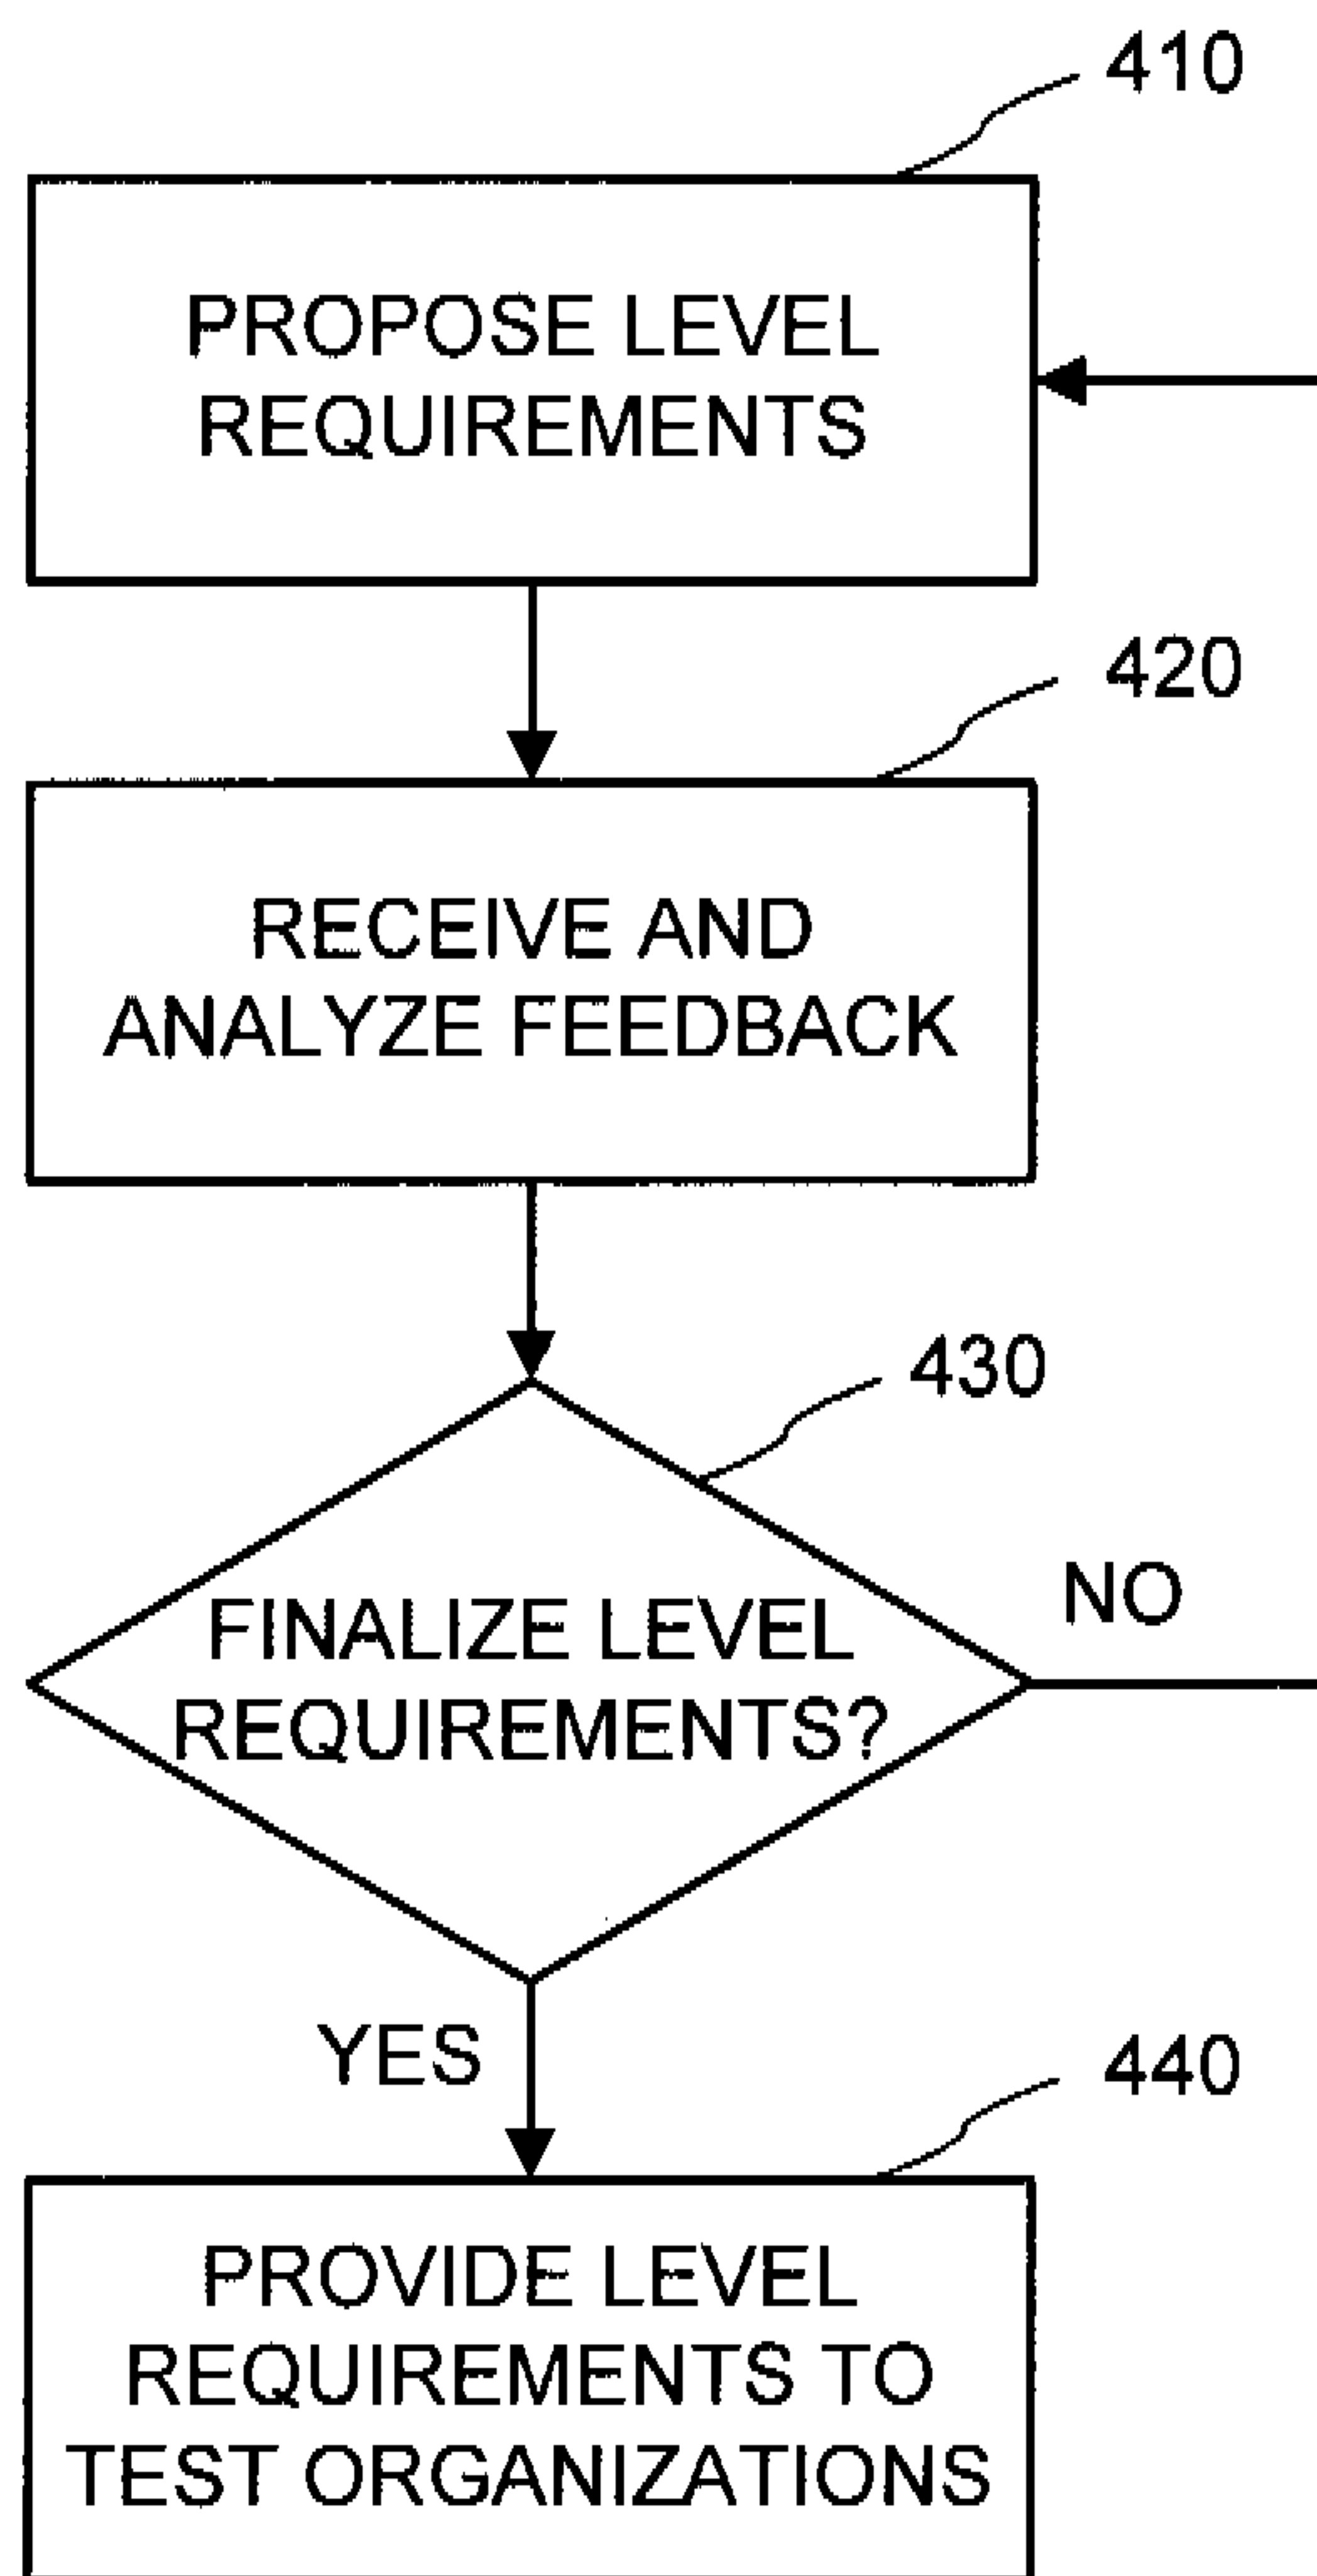 410
PROPOSE LEVEL
REQUIREMENTS
420
RECEIVE AND
ANALYZE FEEDBACK
430
FINALIZE LEVEL
REQUIREMENTS?
NO
YES
440
PROVIDE LEVEL
REQUIREMENTS TO
TEST ORGANIZATIONS